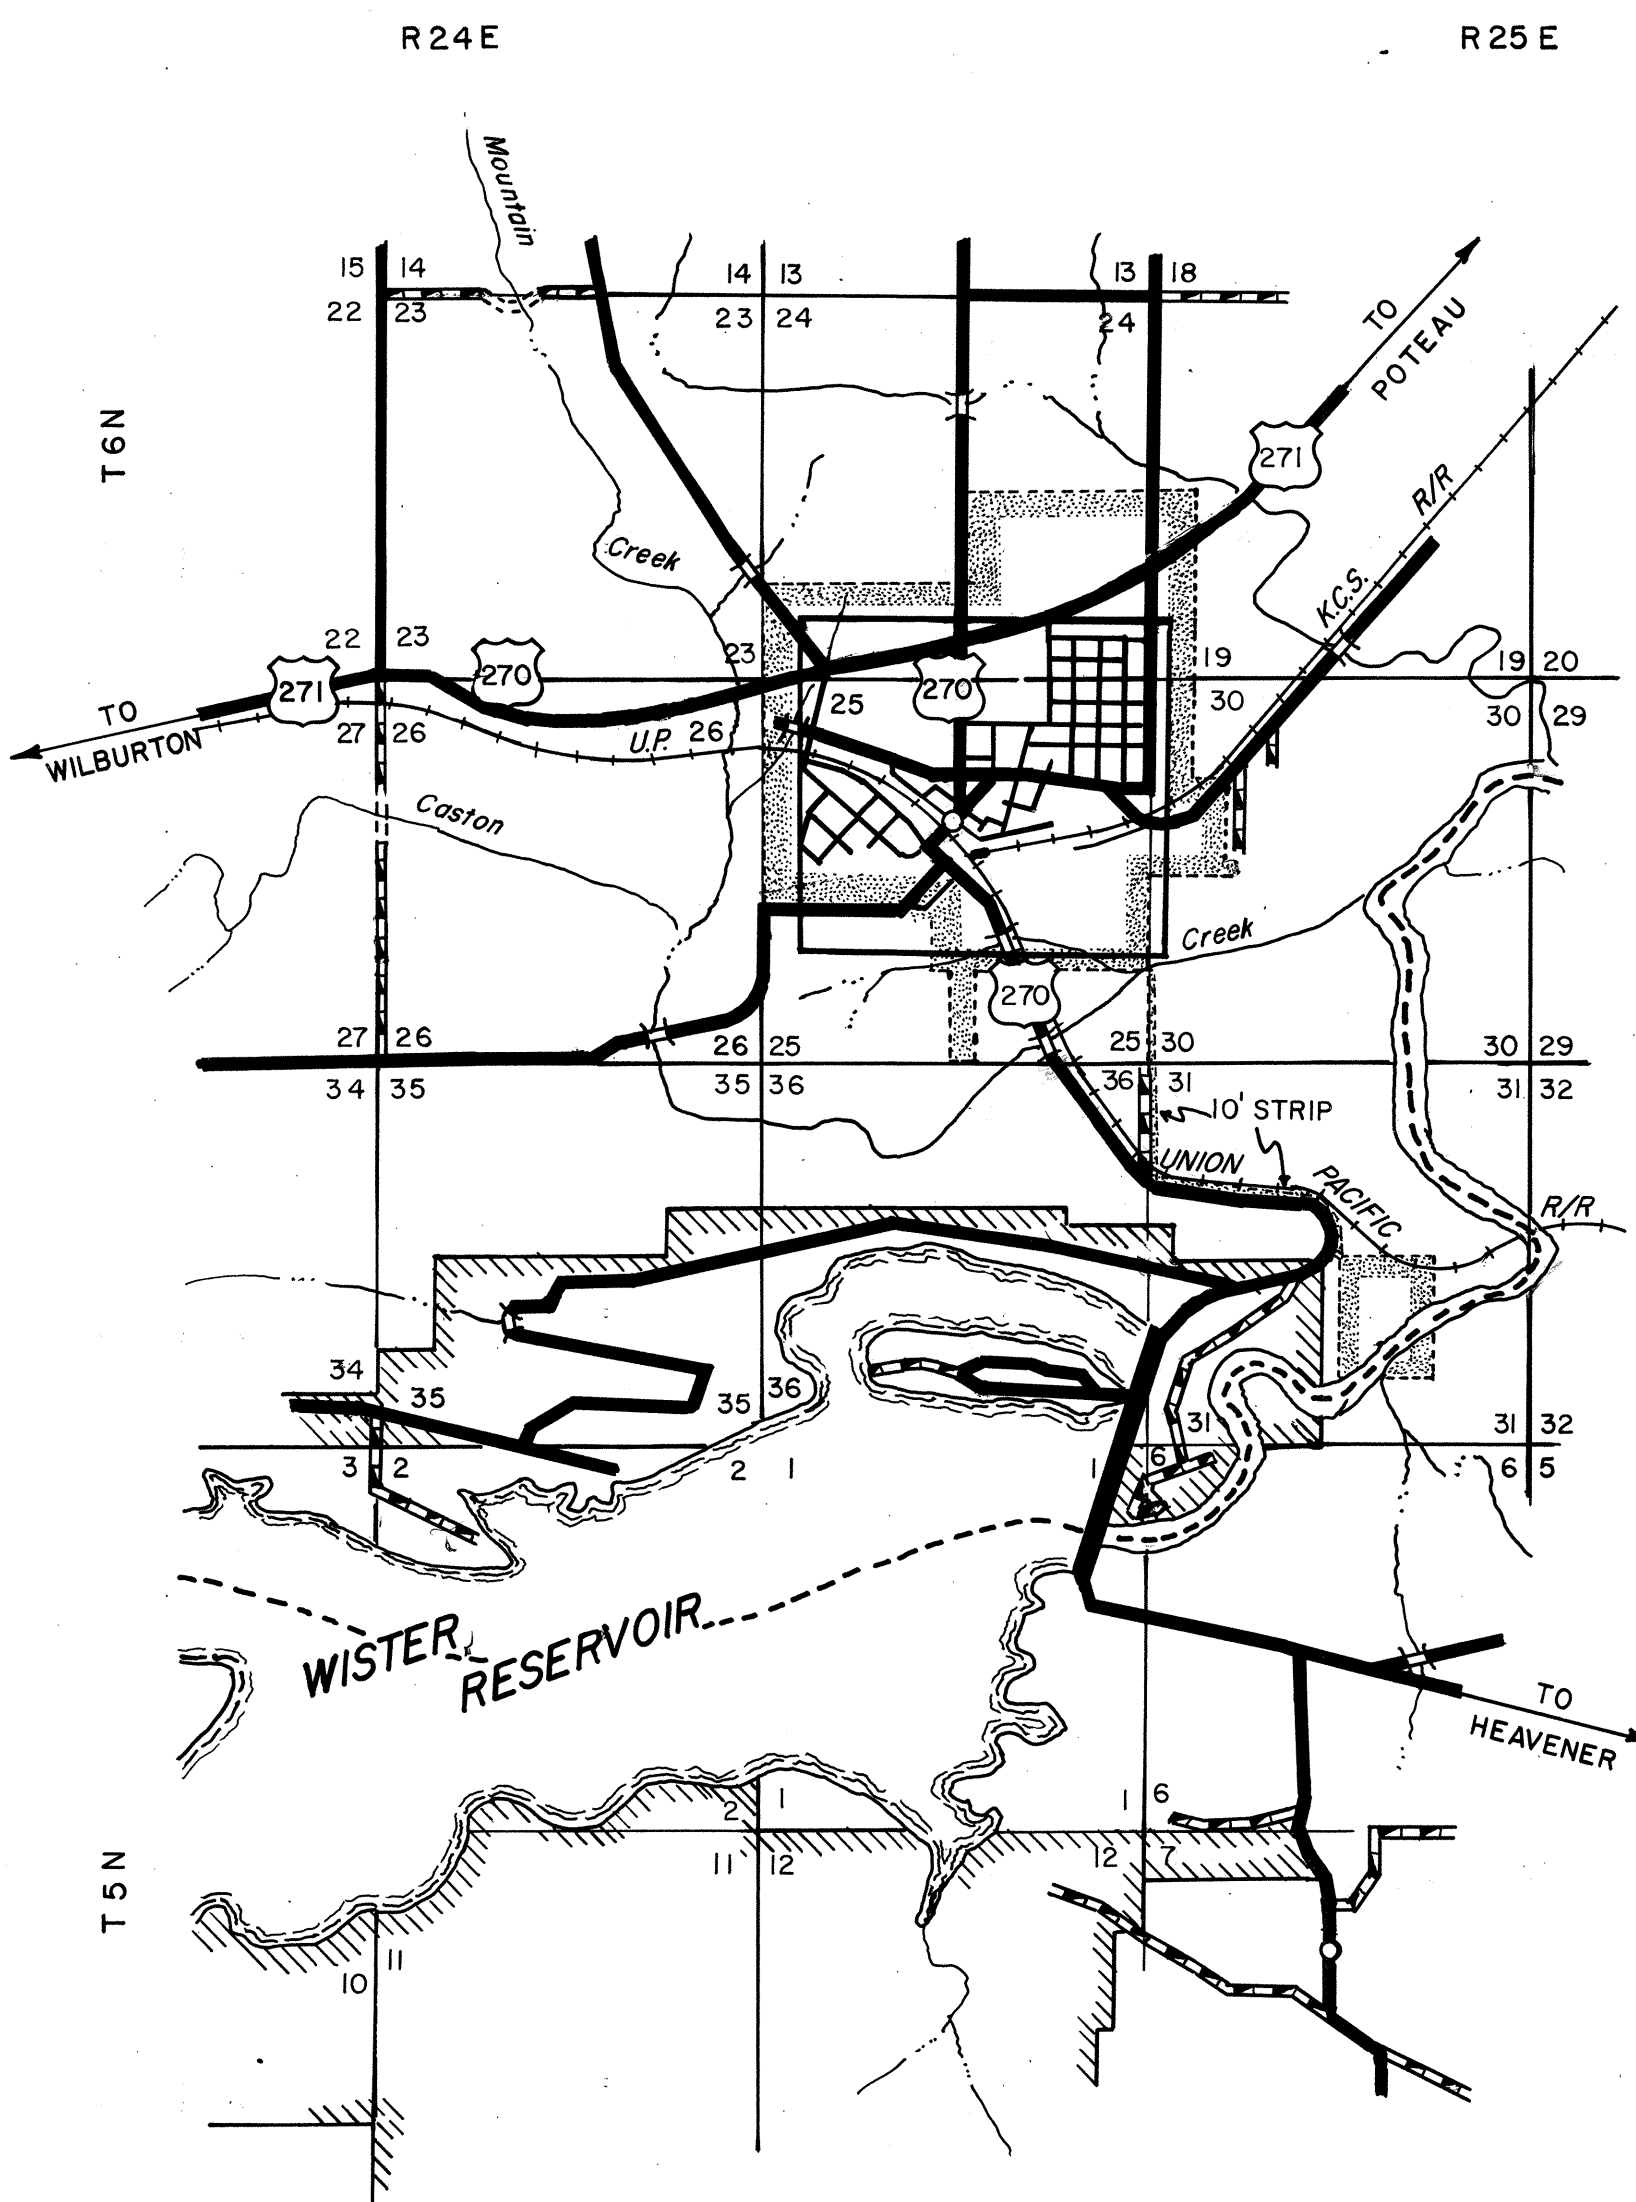 R24E
R25E
Mountain
15 14
14 13
13 18
22 23
23 24
24
TO
POTEAU
T6N
271
R/R
Creek
K.C.S.
22 23
23
270
271
270
19
19 20
25
30
30 29
TO
WILBURTON
27 26
U.P. 26
Caston
Creek
270
27 26
26 25
25 30
30 29
34 35
35 36
36 31
31 32
10' STRIP
UNION
PACIFIC
R/R
34
35
35 36
31
31 32
3 2
2 1
1 6
6 5
WISTER
RESERVOIR
TO
HEAVENER
2 1
1 6
11 12
12 7
T5N
10 11